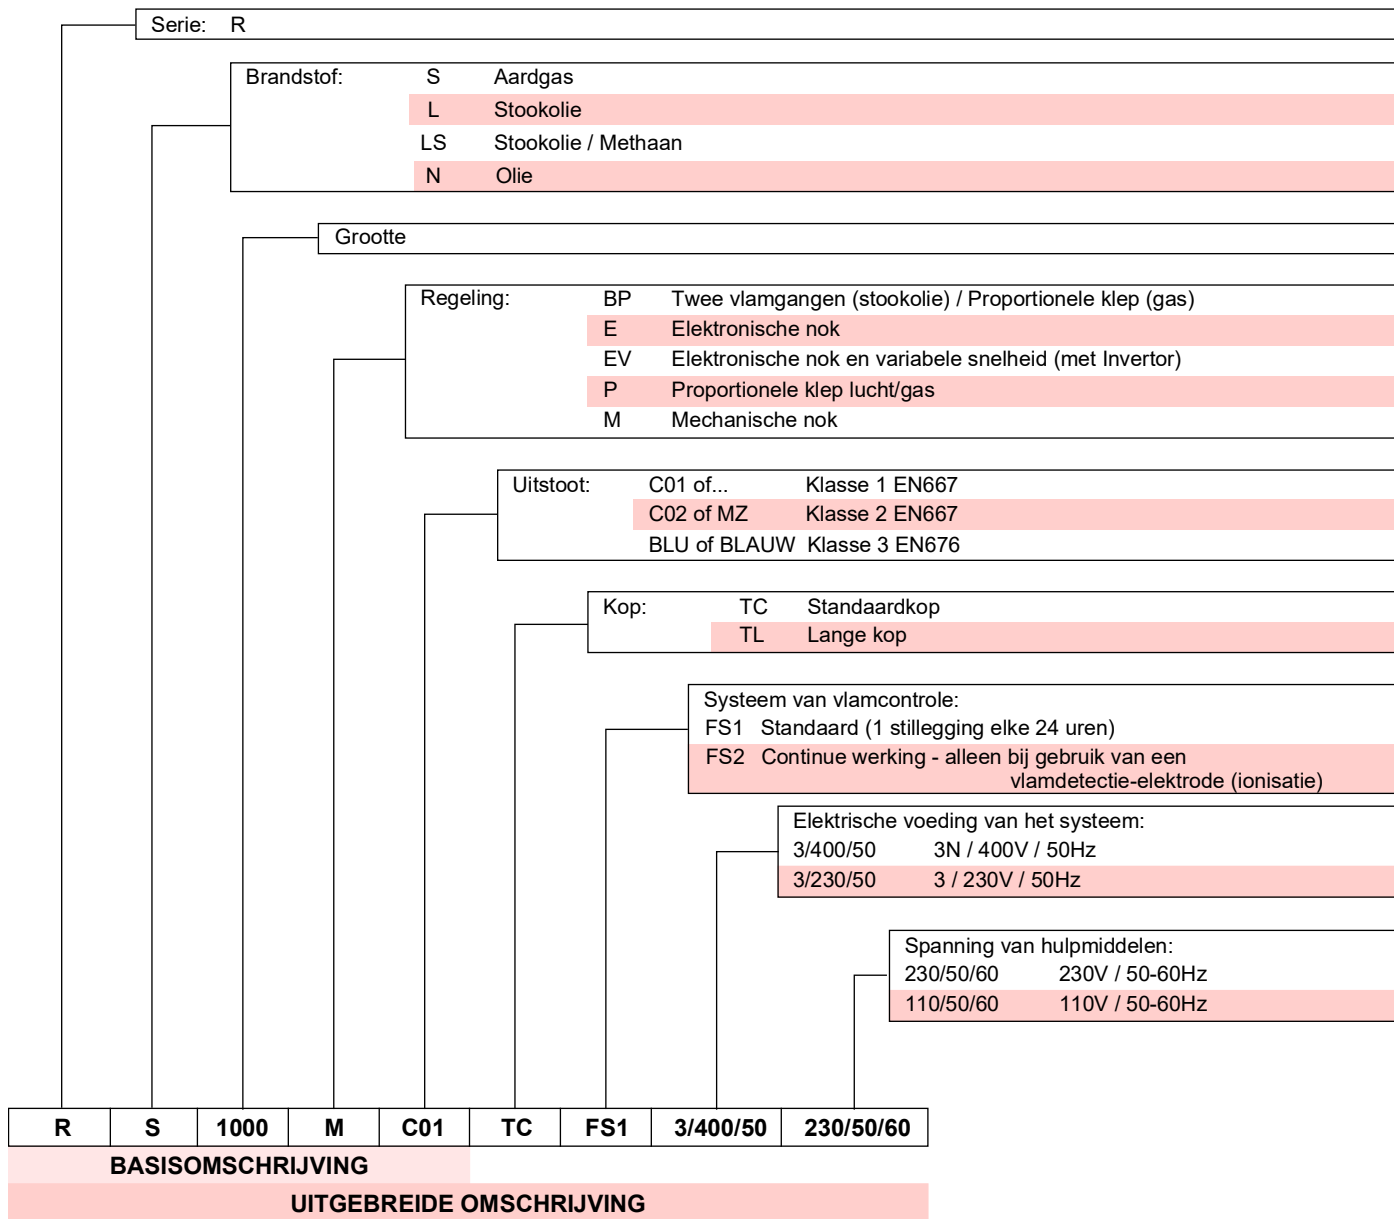 Serie: R
Brandstof: S Aardgas
L Stookolie
LS Stookolie / Methaan
N Olie
Grootte
Regeling: BP Twee vlamgangen (stookolie) / Proportionele klep (gas)
E Elektronische nok
EV Elektronische nok en variabele snelheid (met Invertor)
P Proportionele klep lucht/gas
M Mechanische nok
Uitstoot: C01 of... Klasse 1 EN667
C02 of MZ Klasse 2 EN667
BLU of BLAUW Klasse 3 EN676
Kop: TC Standaardkop
TL Lange kop
Systeem van vlamcontrole:
FS1 Standaard (1 stillegging elke 24 uren)
FS2 Continue werking - alleen bij gebruik van een
vlamdetectie-elektrode (ionisatie)
Elektrische voeding van het systeem:
3/400/50 3N / 400V / 50Hz
3/230/50 3 / 230V / 50Hz
Spanning van hulpmiddelen:
230/50/60 230V / 50-60Hz
110/50/60 110V / 50-60Hz
R S 1000 M C01 TC FS1 3/400/50 230/50/60
BASISOMSCHRIJVING
UITGEBREIDE OMSCHRIJVING